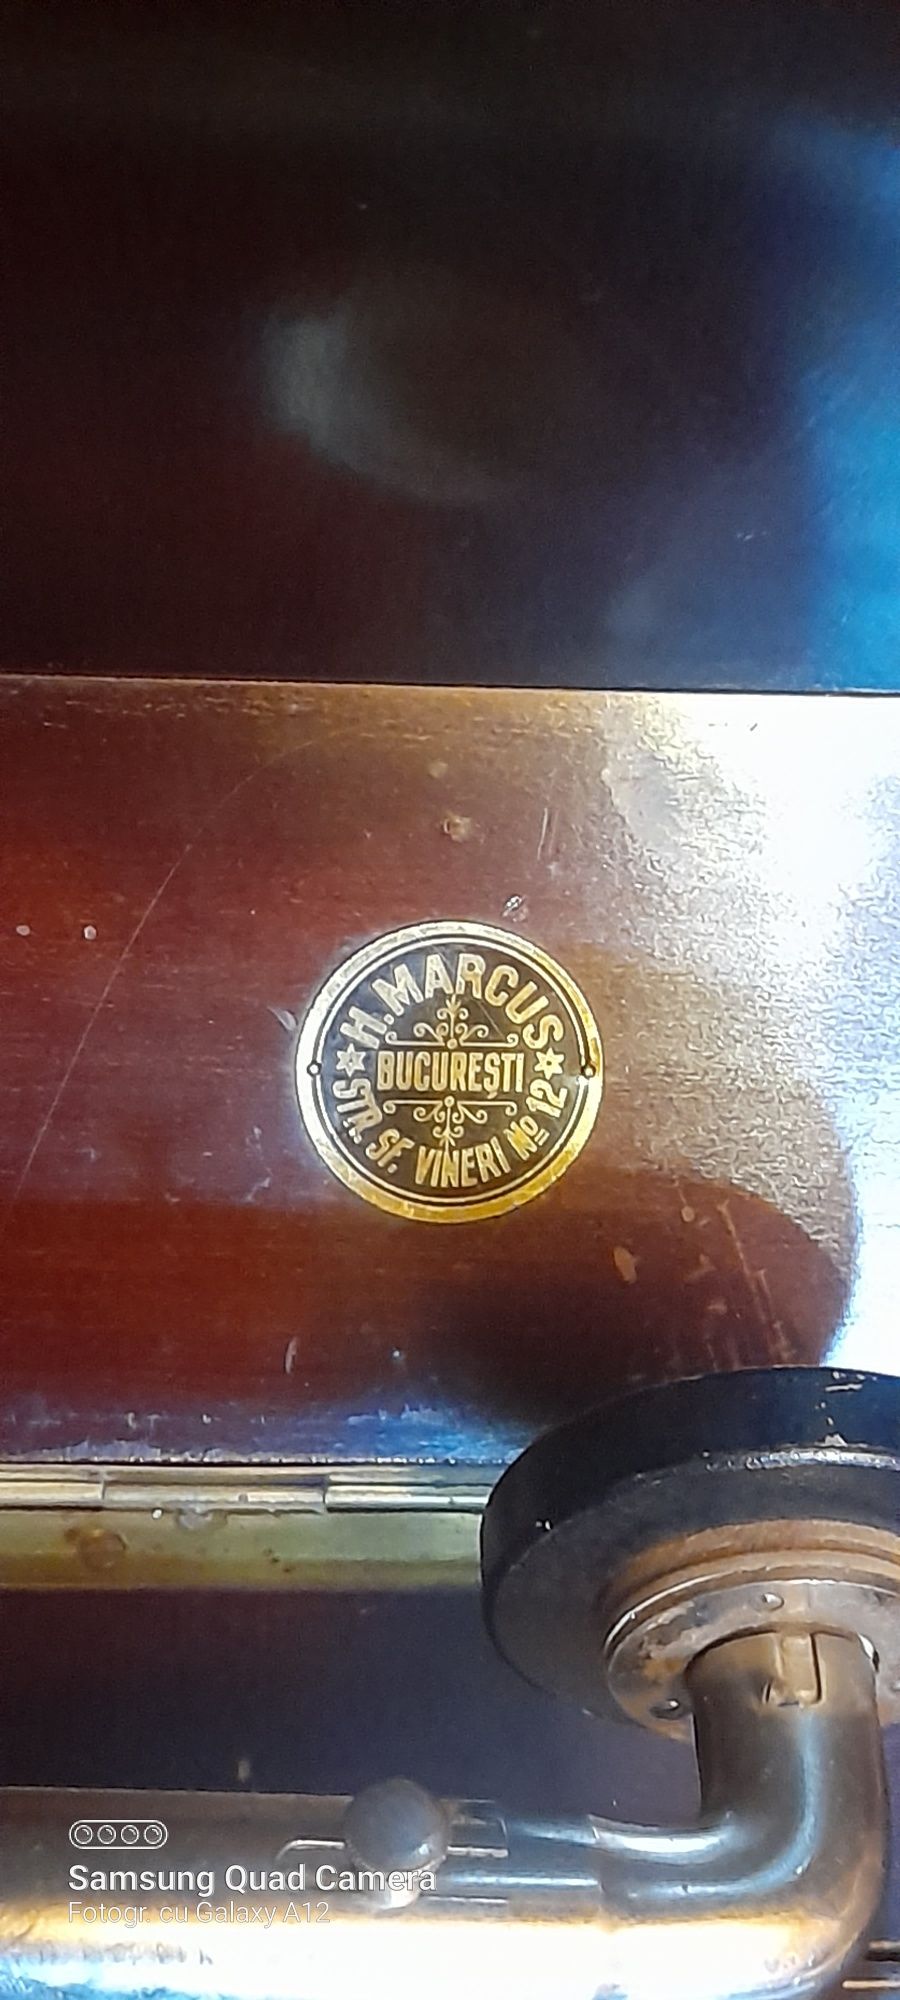 H. MARCUS
BUCUREȘTI
STR. SF. VINERI No 12
Samsung Quad Camera
Fotogr. cu Galaxy A12